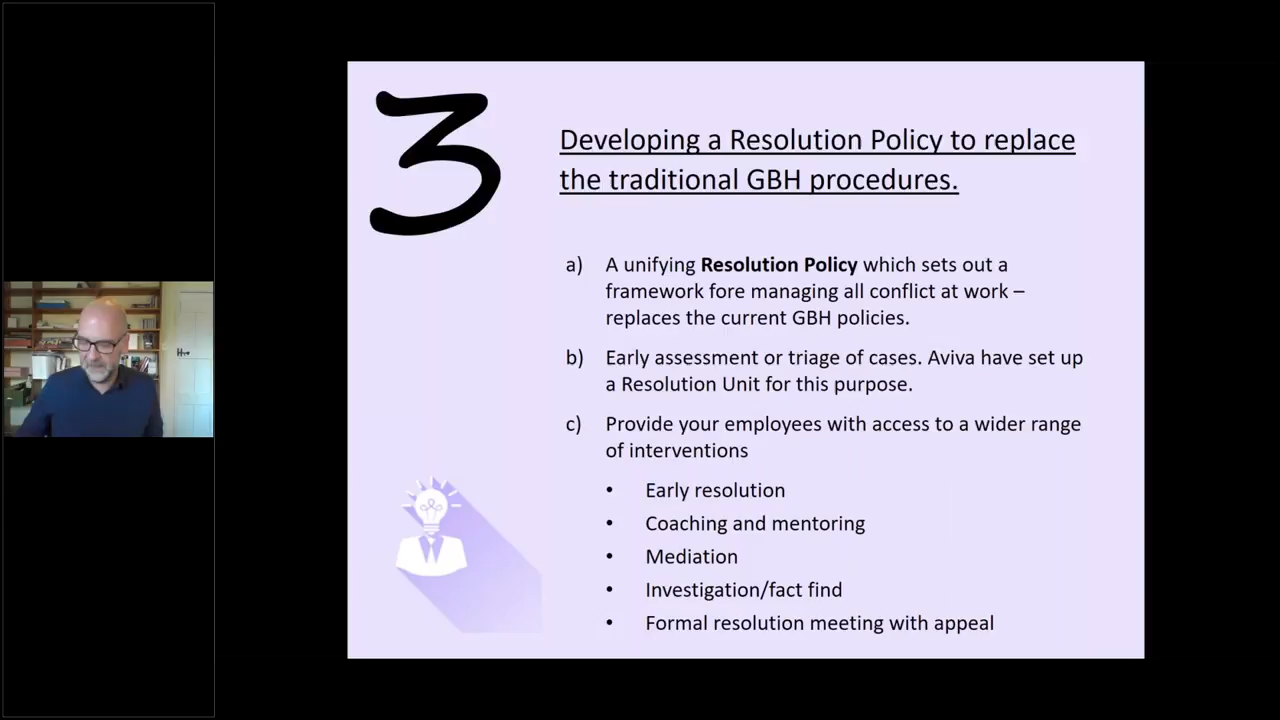 3
Developing a Resolution Policy to replace
the traditional GBH procedures.
a) A unifying Resolution Policy which sets out a
framework fore managing all conflict at work –
replaces the current GBH policies.
b) Early assessment or triage of cases. Aviva have set up
a Resolution Unit for this purpose.
c) Provide your employees with access to a wider range
of interventions
• Early resolution
• Coaching and mentoring
• Mediation
• Investigation/fact find
• Formal resolution meeting with appeal